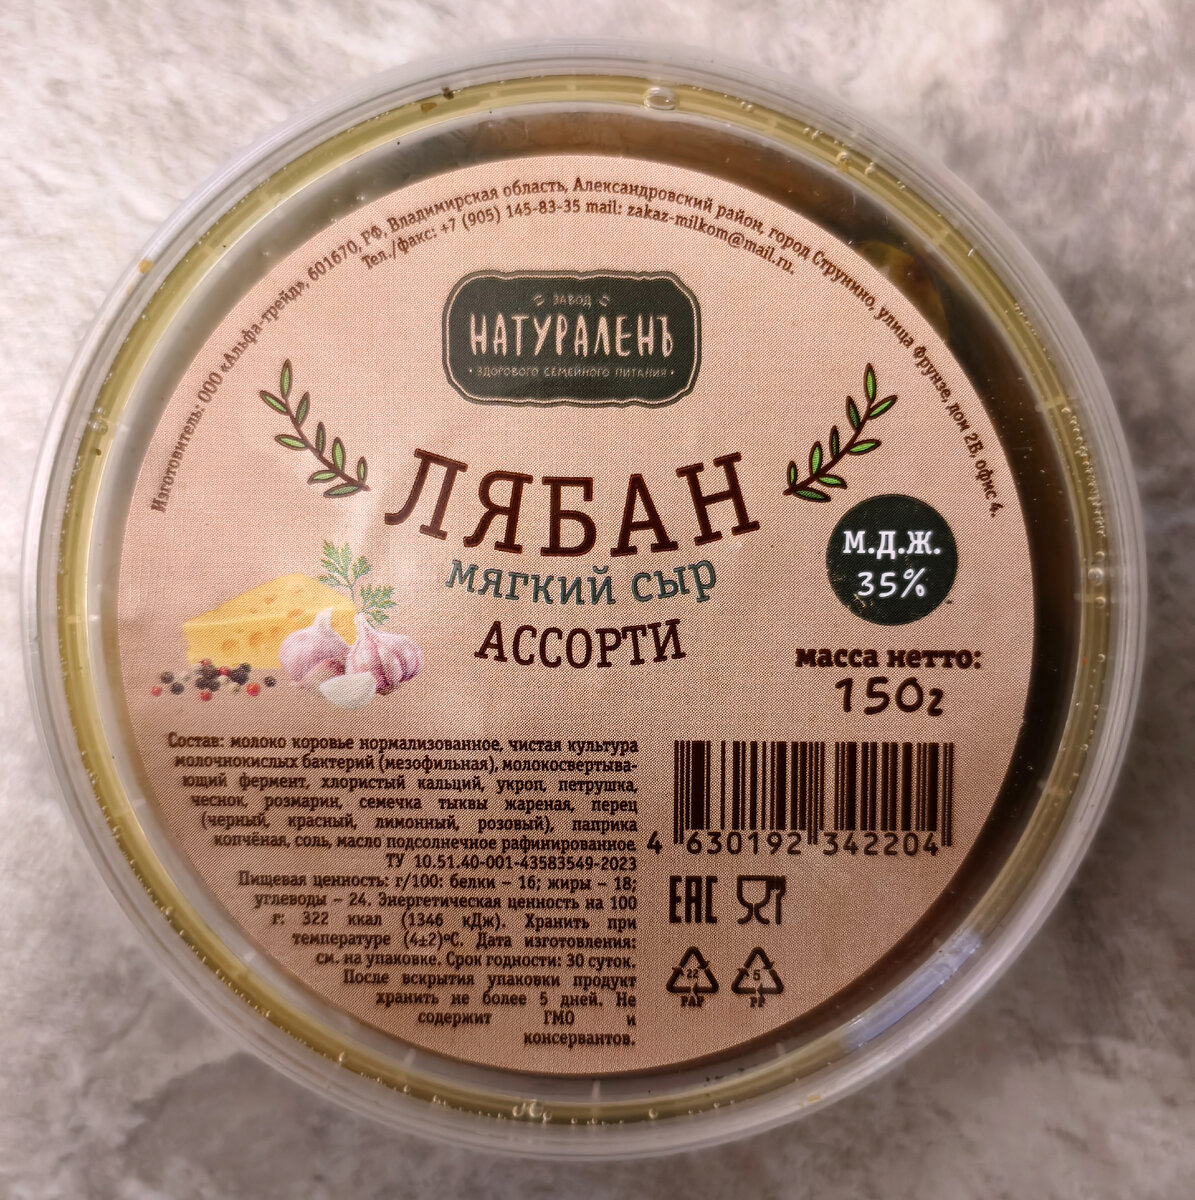 Изготовитель: ООО «Альфа-трейд», 601670, РФ, Владимирская область, Александровский район, город Струнино, улица Фрунзе, дом 2В, офис 4.
Тел./факс: +7 (905) 145-83-35 mail: zakaz-milkom@mail.ru.
ЗАВОД
НАТУРАЛЕНЪ
• ЗДОРОВОГО СЕМЕЙНОГО ПИТАНИЯ •
ЛЯБАН
мягкий сыр
АССОРТИ
М.Д.Ж.
35%
масса нетто:
150г
Состав: молоко коровье нормализованное, чистая культура
молочнокислых бактерий (мезофильная), молокосвертыва-
ющий фермент, хлористый кальций, укроп, петрушка,
чеснок, розмарин, семечка тыквы жареная, перец
(черный, красный, лимонный, розовый), паприка
копчёная, соль, масло подсолнечное рафинированное
ТУ 10.51.40-001-43583549-2023
Пищевая ценность: г/100: белки – 16; жиры – 18;
углеводы – 24. Энергетическая ценность на 100
г: 322 ккал (1346 кДж). Хранить при
температуре (4±2)ºС. Дата изготовления:
см. на упаковке. Срок годности: 30 суток.
После вскрытия упаковки продукт
хранить не более 5 дней. Не
содержит ГМО и
консервантов.
4 630192 342204
ЕАС
22 5
PAP PP